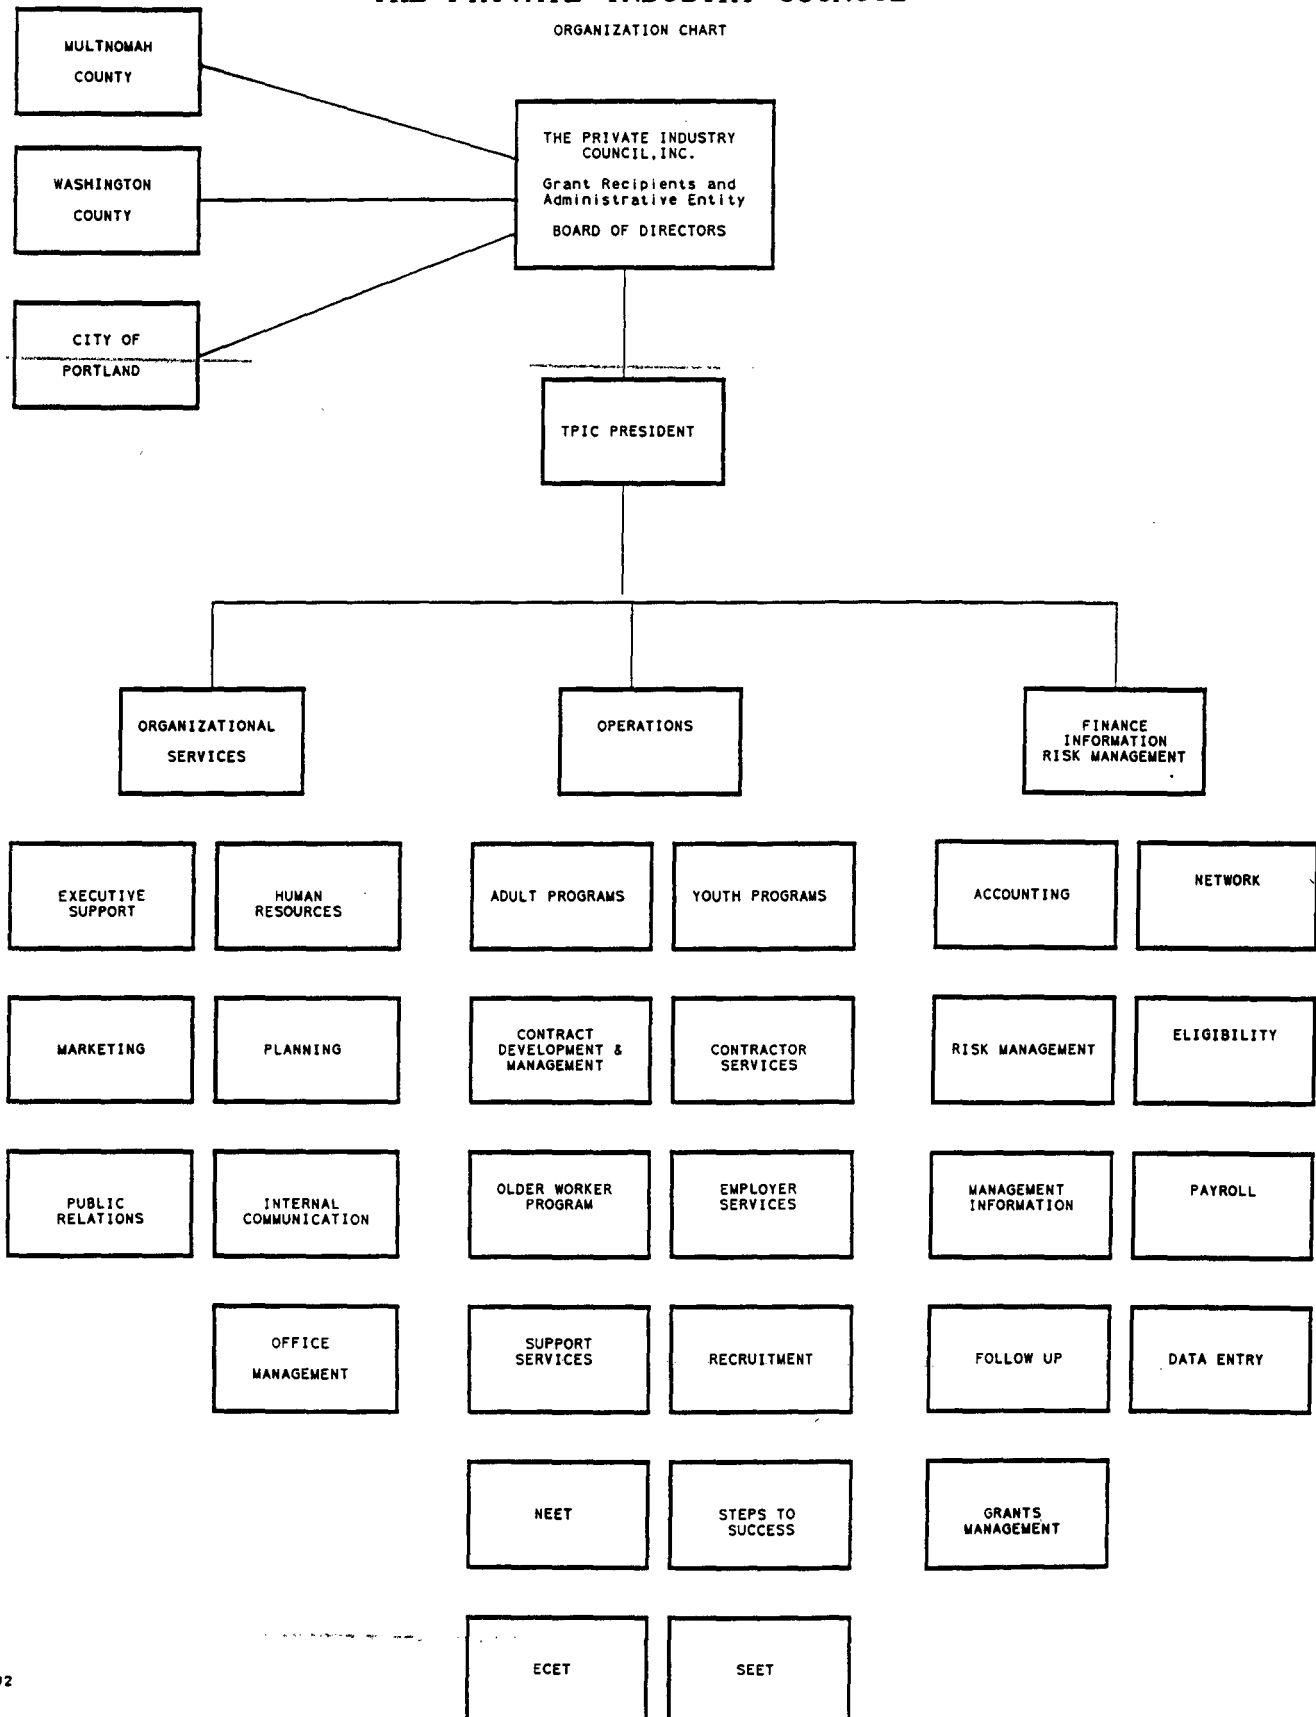 THE PRIVATE INDUSTRY COUNCIL
ORGANIZATION CHART
MULTNOMAH
COUNTY
WASHINGTON
COUNTY
CITY OF
PORTLAND
THE PRIVATE INDUSTRY
COUNCIL,INC.
Grant Recipients and
Administrative Entity
BOARD OF DIRECTORS
TPIC PRESIDENT
ORGANIZATIONAL
SERVICES
OPERATIONS
FINANCE
INFORMATION
RISK MANAGEMENT
EXECUTIVE
SUPPORT
HUMAN
RESOURCES
ADULT PROGRAMS
YOUTH PROGRAMS
ACCOUNTING
NETWORK
MARKETING
PLANNING
CONTRACT
DEVELOPMENT &
MANAGEMENT
CONTRACTOR
SERVICES
RISK MANAGEMENT
ELIGIBILITY
PUBLIC
RELATIONS
INTERNAL
COMMUNICATION
OLDER WORKER
PROGRAM
EMPLOYER
SERVICES
MANAGEMENT
INFORMATION
PAYROLL
OFFICE
MANAGEMENT
SUPPORT
SERVICES
RECRUITMENT
FOLLOW UP
DATA ENTRY
NEET
STEPS TO
SUCCESS
GRANTS
MANAGEMENT
ECET
SEET